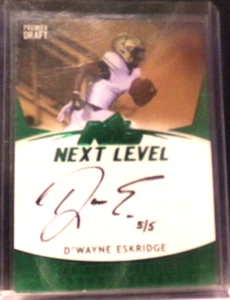 PREMIER
DRAFT
NEXT LEVEL
5/5
D'WAYNE ESKRIDGE